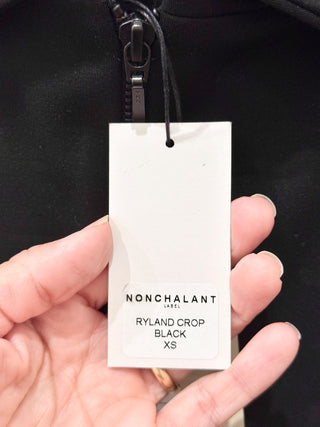 NONCHALANT
LABEL
RYLAND CROP
BLACK
XS